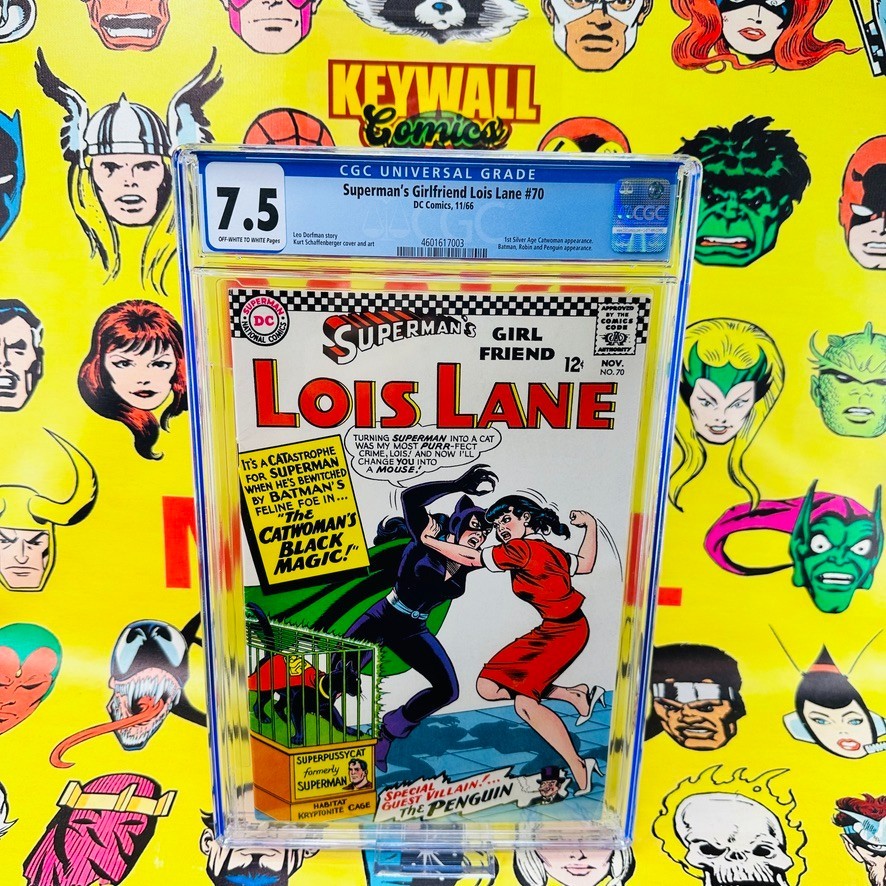 KEYWALL
Comics
CGC UNIVERSAL GRADE
7.5
OFF-WHITE TO WHITE Pages
Superman's Girlfriend Lois Lane #70
DC Comics, 11/66
Leo Dorfman story
Kurt Schaffenberger cover and art
4601617003
1st Silver Age Catwoman appearance.
Batman, Robin and Penguin appearance.
CGC
SUPERMAN
DC
NATIONAL COMICS
SUPERMAN'S
GIRL
FRIEND
12¢
APPROVED
BY THE
COMICS
CODE
AUTHORITY
NOV.
NO. 70
LOIS LANE
TURNING SUPERMAN INTO A CAT
WAS MY MOST PURR-FECT
CRIME, LOIS! AND NOW I'LL
CHANGE YOU INTO
A MOUSE!
IT'S A CATASTROPHE
FOR SUPERMAN
WHEN HE'S BEWITCHED
BY BATMAN'S
FELINE FOE IN...
"THE
CATWOMAN'S
BLACK
MAGIC!"
SUPERPUSSYCAT
formerly
SUPERMAN
HABITAT
KRYPTONITE CAGE
SPECIAL
GUEST VILLAIN!...
THE PENGUIN